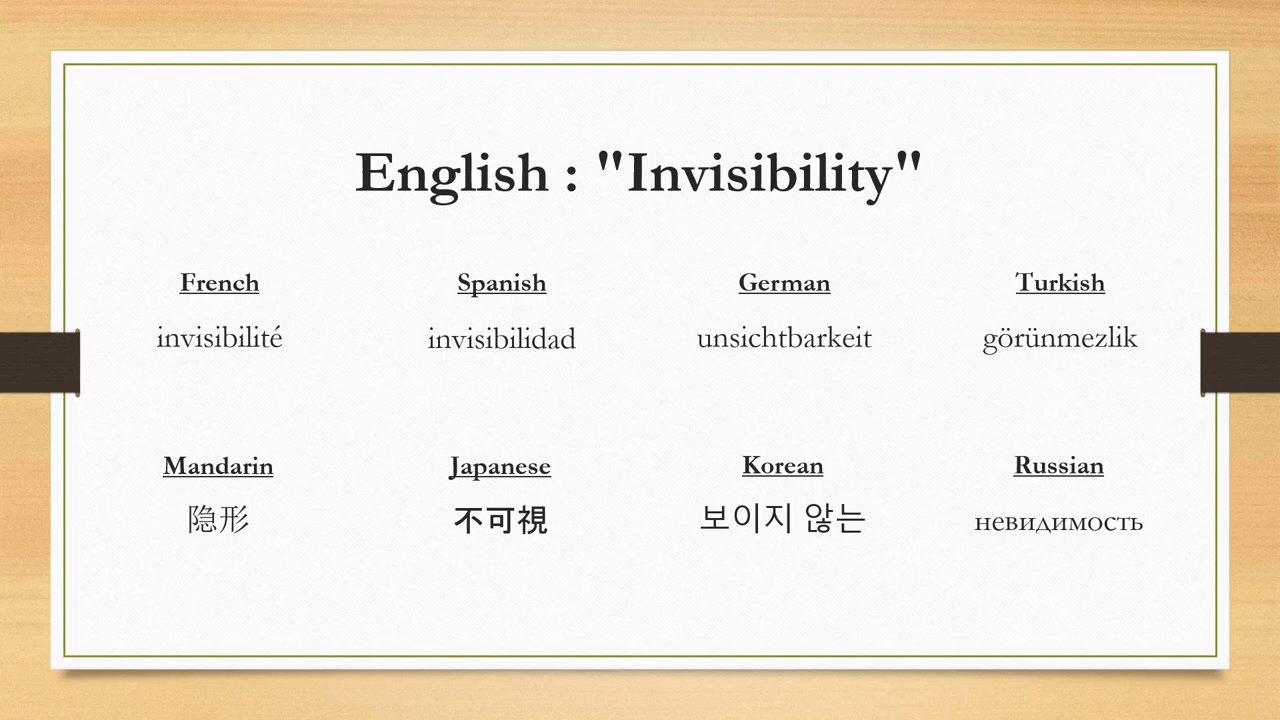 English : "Invisibility"
French Spanish German Turkish
invisibilité invisibilidad unsichtbarkeit görünmezlik
Mandarin Japanese Korean Russian
隐形 不可視 보이지 않는 невидимость